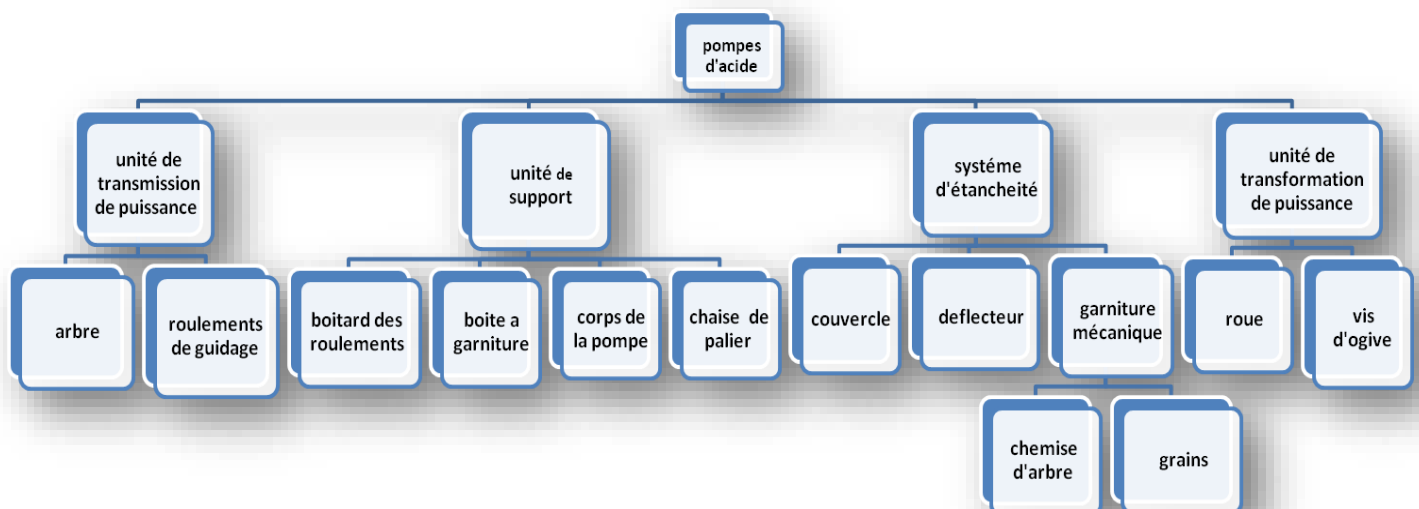 pompes
d'acide
unité de
transmission
de puissance
unité de
support
systéme
d'étancheité
unité de
transformation
de puissance
arbre
roulements
de guidage
boitard des
roulements
boite a
garniture
corps de
la pompe
chaise de
palier
couvercle
deflecteur
garniture
mécanique
roue
vis
d'ogive
chemise
d'arbre
grains